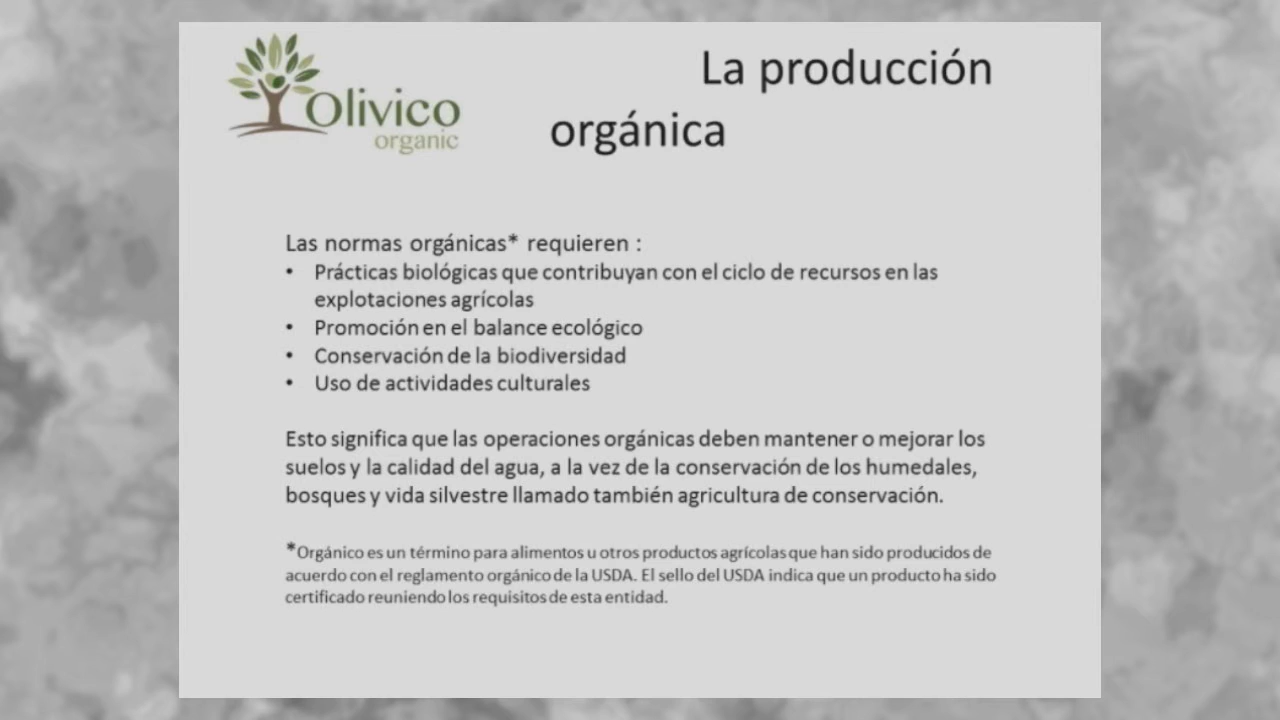 Olivico
organic
La producción
orgánica
Las normas orgánicas* requieren :
• Prácticas biológicas que contribuyan con el ciclo de recursos en las
explotaciones agrícolas
• Promoción en el balance ecológico
• Conservación de la biodiversidad
• Uso de actividades culturales
Esto significa que las operaciones orgánicas deben mantener o mejorar los
suelos y la calidad del agua, a la vez de la conservación de los humedales,
bosques y vida silvestre llamado también agricultura de conservación.
*Orgánico es un término para alimentos u otros productos agrícolas que han sido producidos de
acuerdo con el reglamento orgánico de la USDA. El sello del USDA indica que un producto ha sido
certificado reuniendo los requisitos de esta entidad.